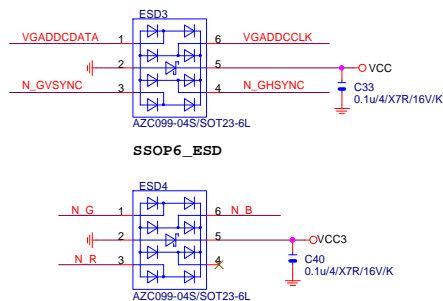 ESD3
VGADDCDATA 1 6 VGADDCCLK
2 5 VCC
N_GVSYNC 3 4 N_GHSYNC
C33
0.1u/4/X7R/16V/K
AZC099-04S/SOT23-6L
SSOP6_ESD
ESD4
N_G 1 6 N_B
2 5 VCC3
N_R 3 4
C40
0.1u/4/X7R/16V/K
AZC099-04S/SOT23-6L